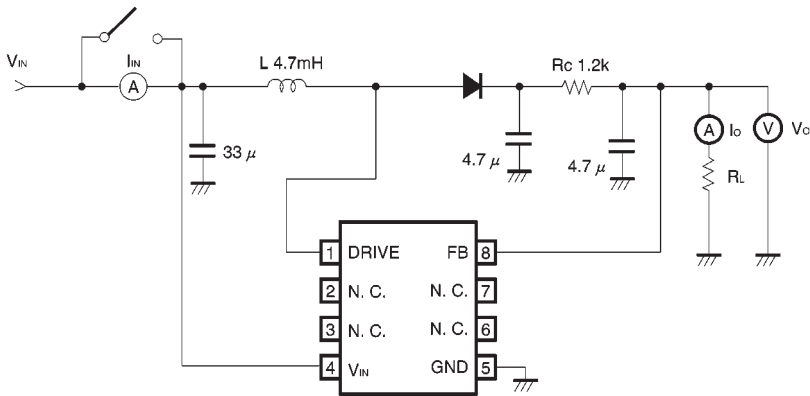 VIN
IIN
A
L 4.7mH
33 μ
Rc 1.2k
4.7 μ
4.7 μ
A
IO
RL
V
VO
1 DRIVE
FB 8
2 N. C.
N. C. 7
3 N. C.
N. C. 6
4 VIN
GND 5